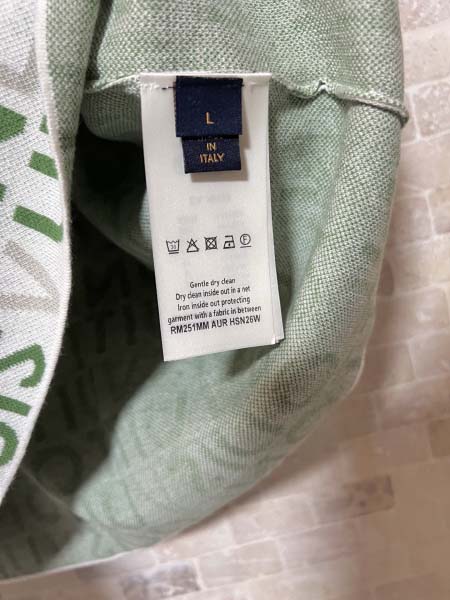 L
IN
ITALY
30
F
Gentle dry clean
Dry clean inside out in a net
Iron inside out protecting
garment with a fabric in between
RM251MM AUR HSN26W